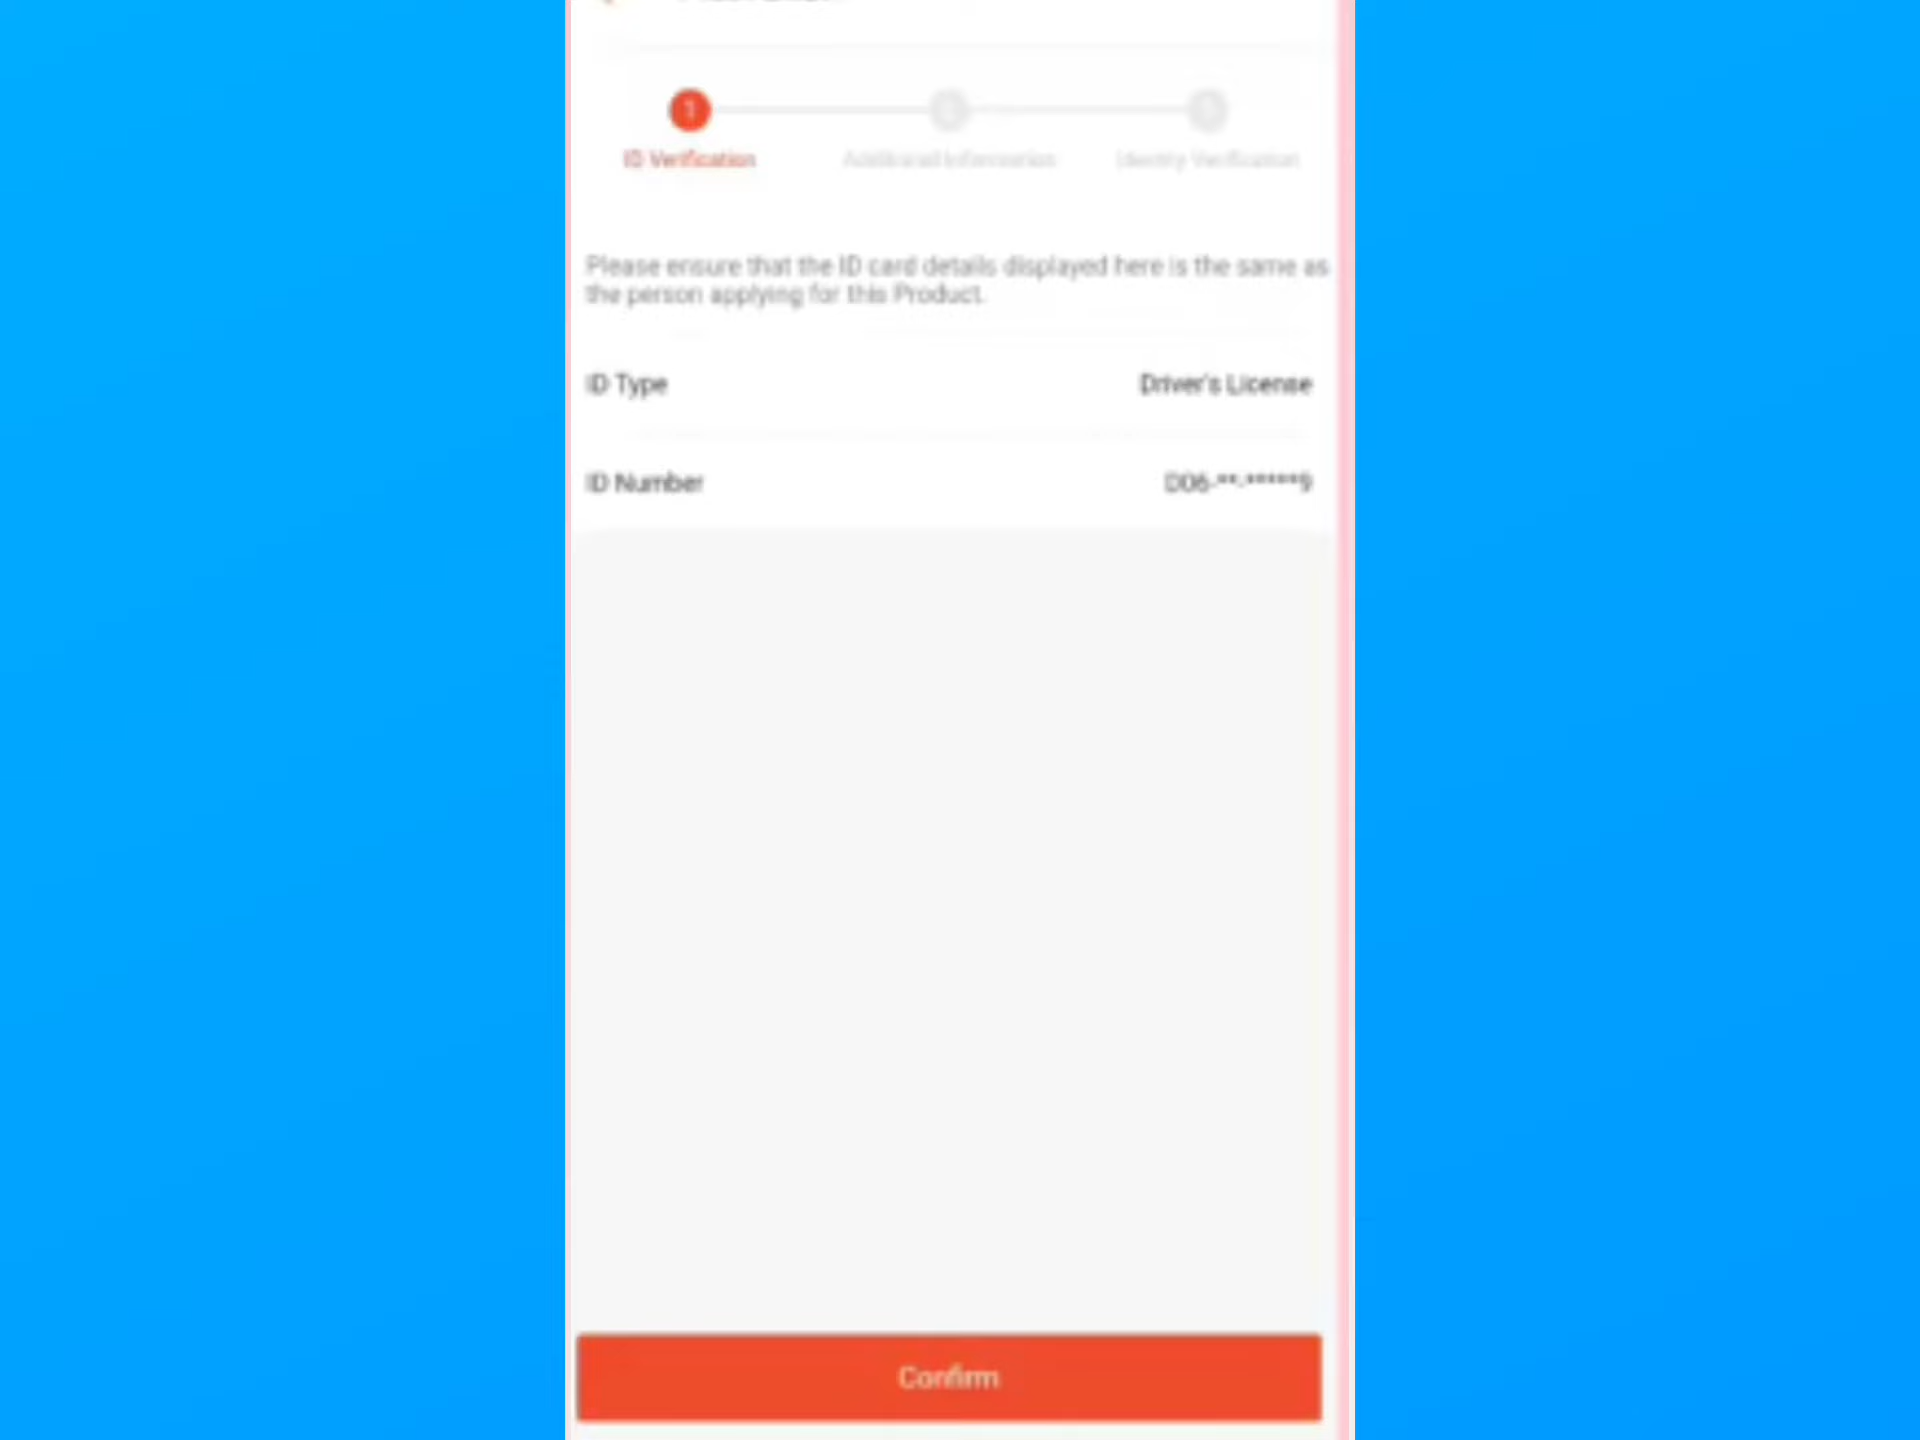 1
ID Verification
Additional Information
Identity Verification
Please ensure that the ID card details displayed here is the same as
the person applying for this Product.
ID Type
Driver's License
ID Number
D06-**-*****9
Confirm